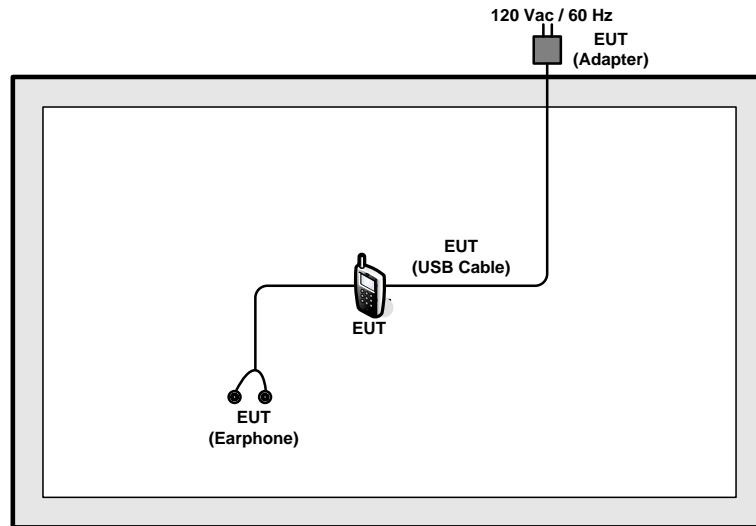 120 Vac / 60 Hz
EUT
(Adapter)
EUT
(USB Cable)
EUT
EUT
(Earphone)